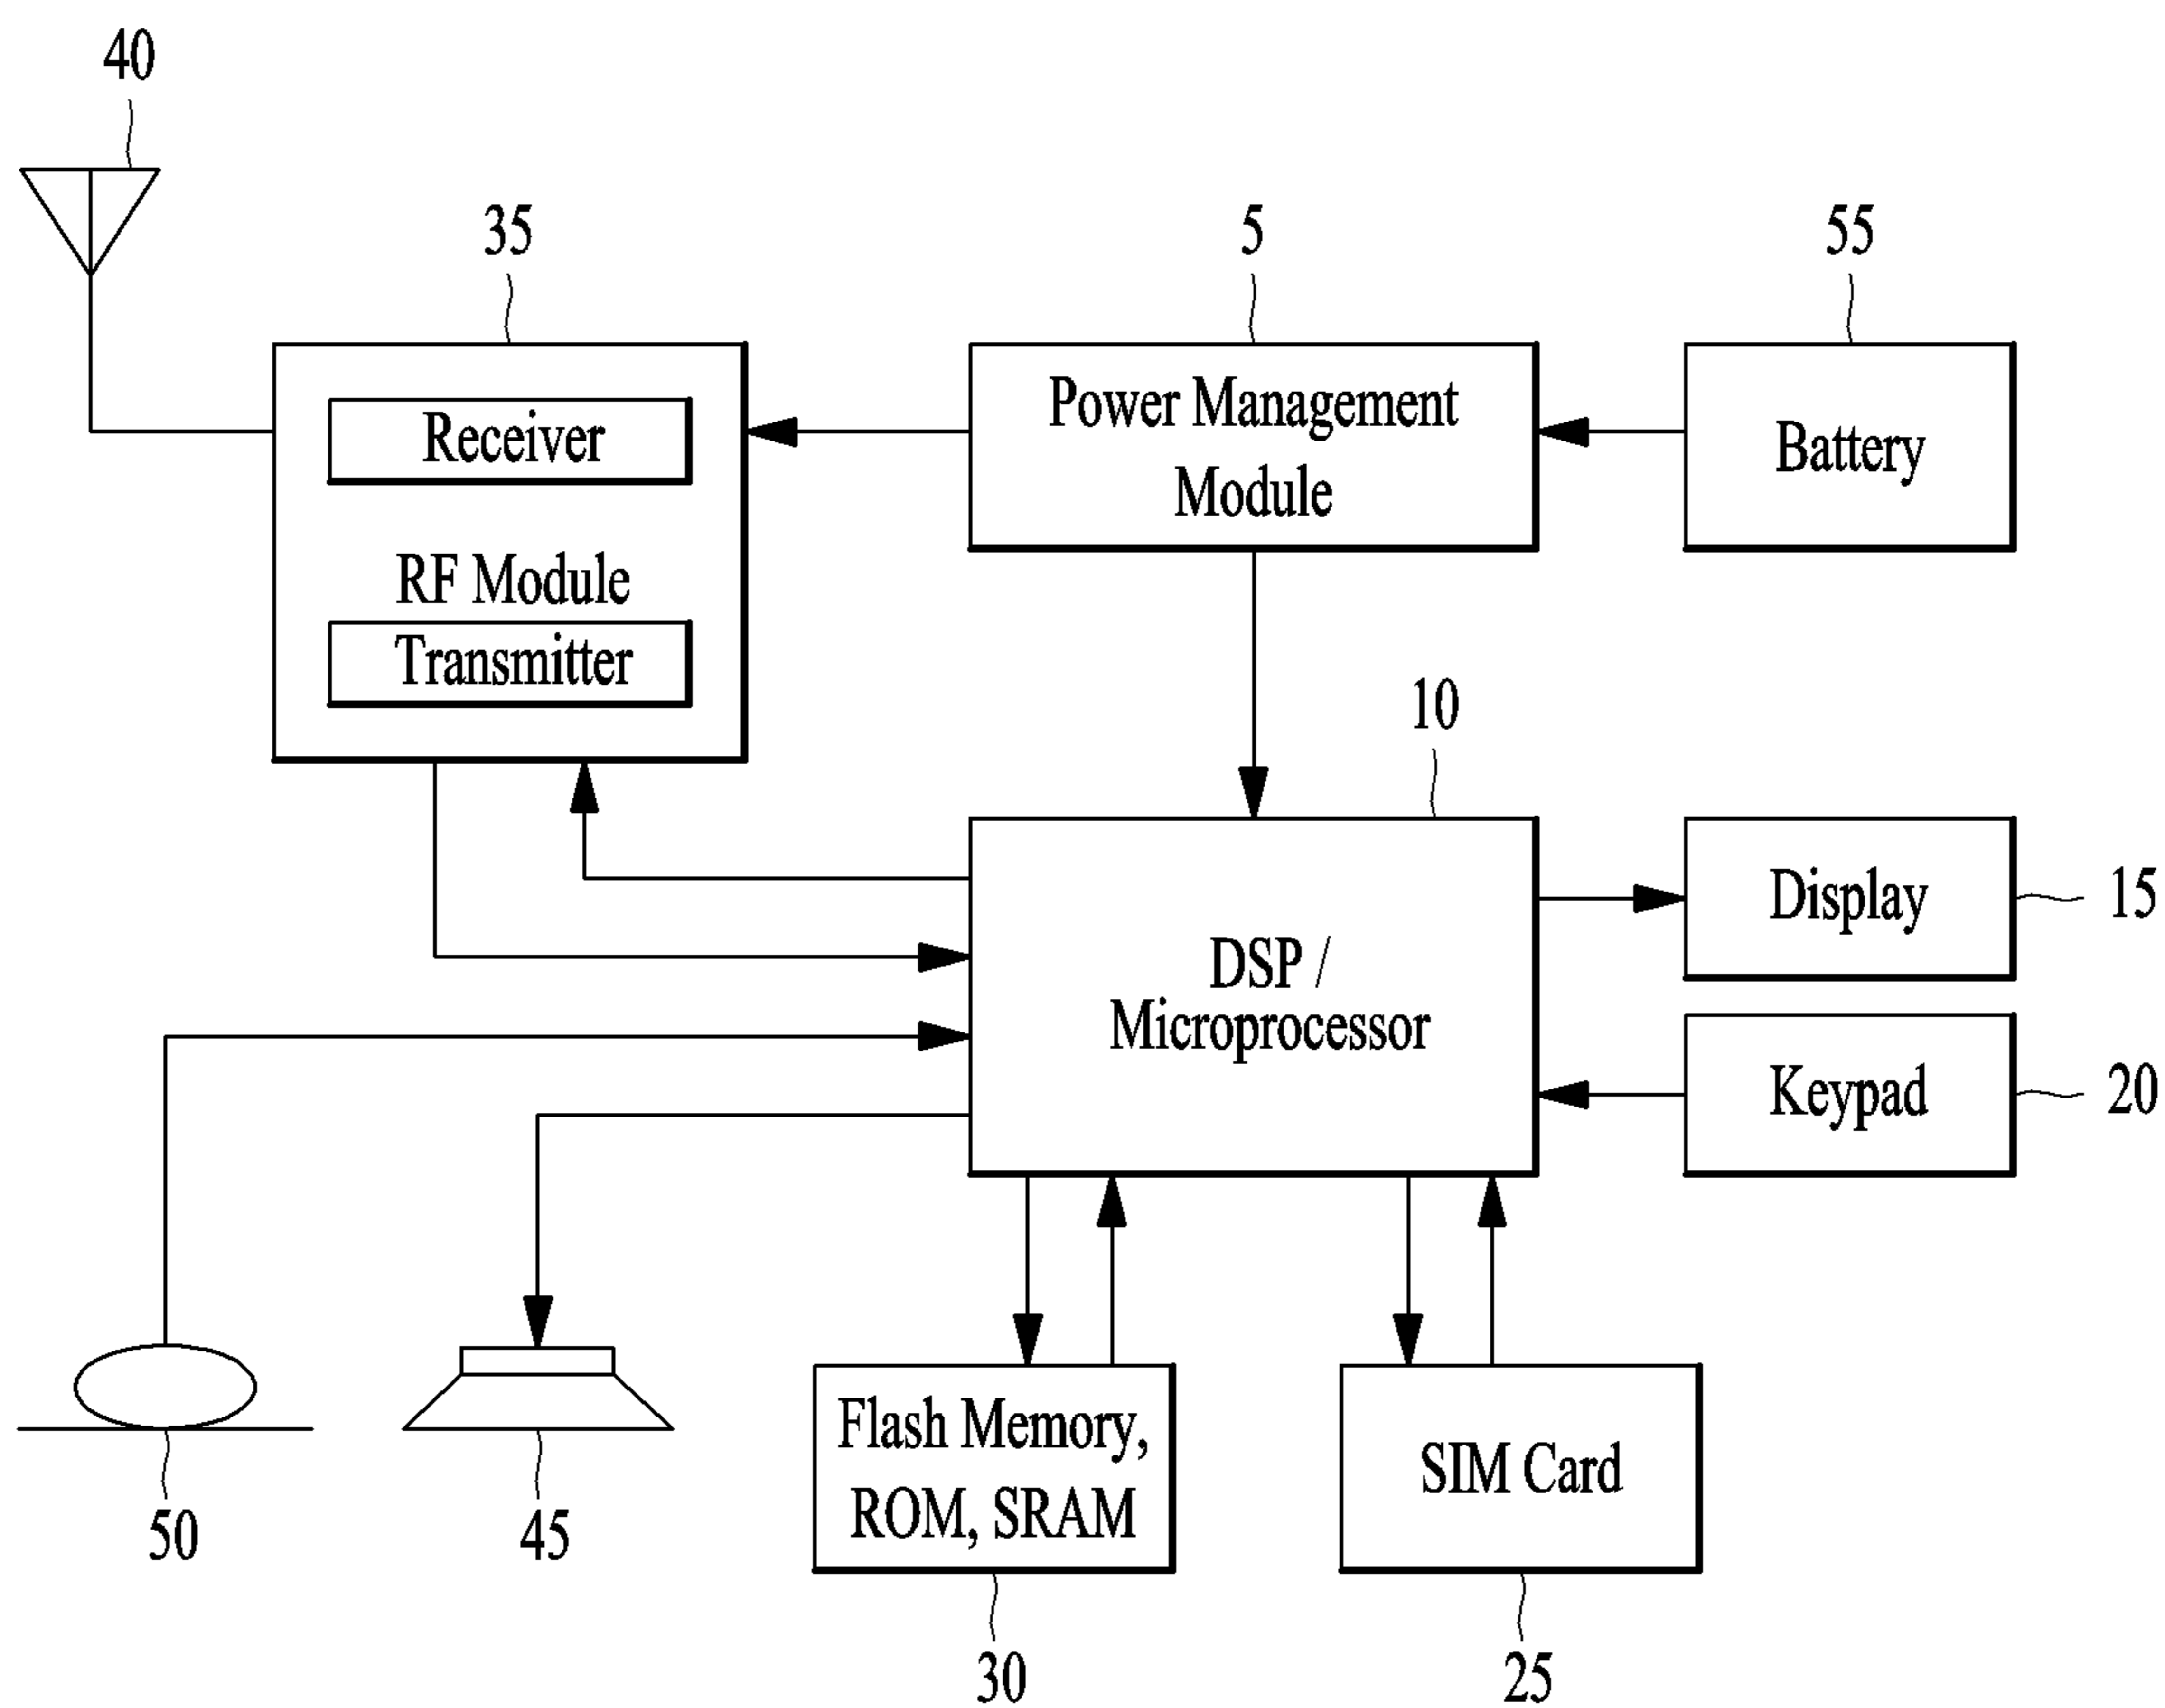 40
35
5
55
Receiver
RF Module
Transmitter
Power Management
Module
Battery
10
DSP /
Microprocessor
Display
15
Keypad
20
50
45
Flash Memory,
ROM, SRAM
30
SIM Card
25